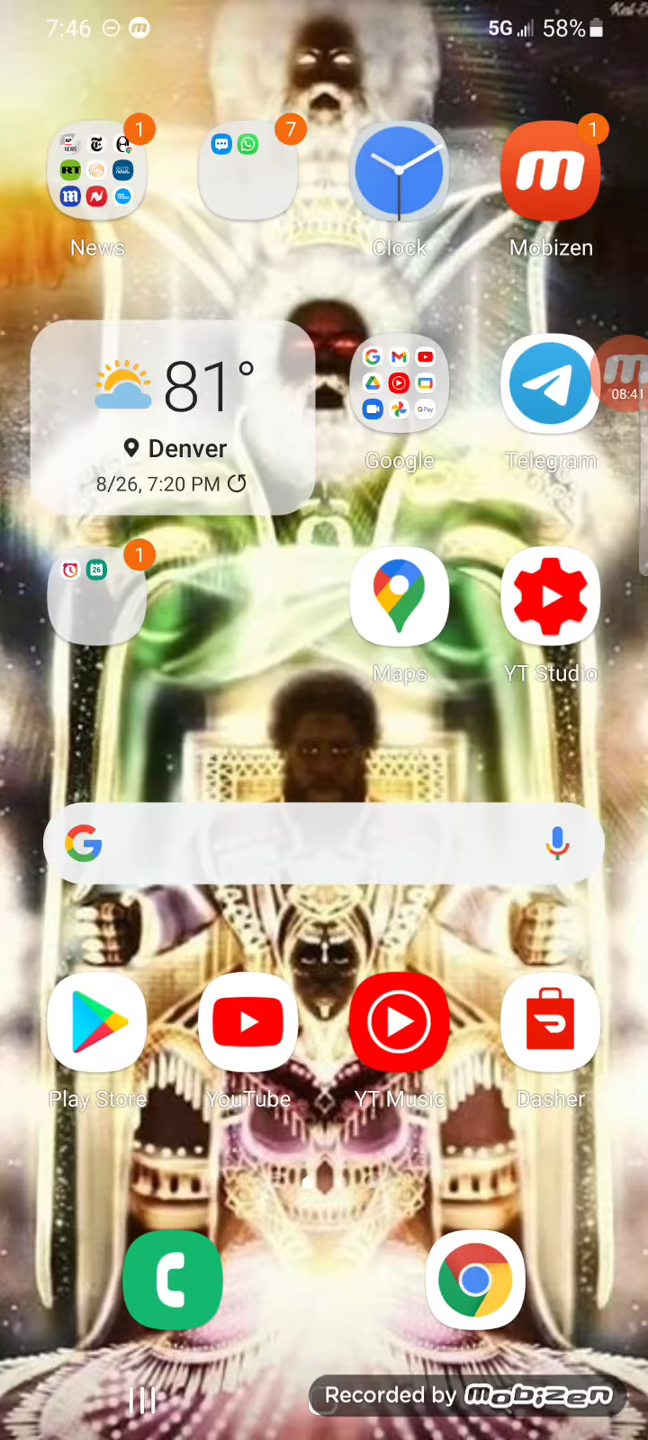 7:46
5G 58%
1
7
1
News
Clock
Mobizen
81°
Denver
8/26, 7:20 PM
Google
Telegram
08:41
1
Maps
YT Studio
Play Store
YouTube
YT Music
Dasher
Recorded by mobizen